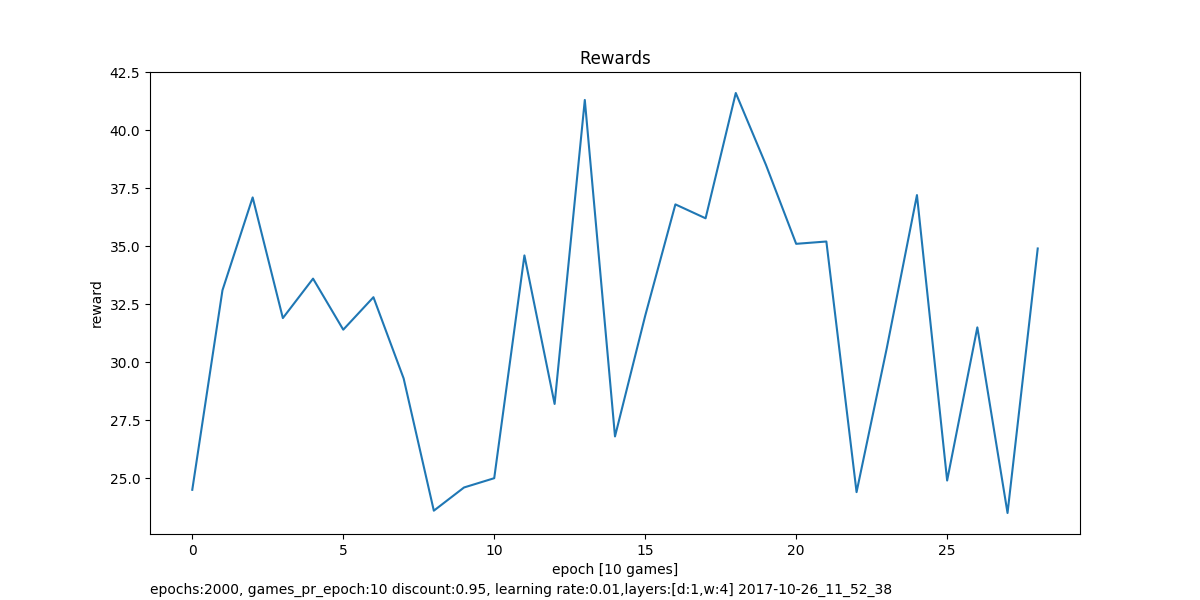 Rewards
42.5
40.0
37.5
35.0
32.5
30.0
27.5
25.0
reward
0 5 10 15 20 25
epoch [10 games]
epochs:2000, games_pr_epoch:10 discount:0.95, learning rate:0.01,layers:[d:1,w:4] 2017-10-26_11_52_38